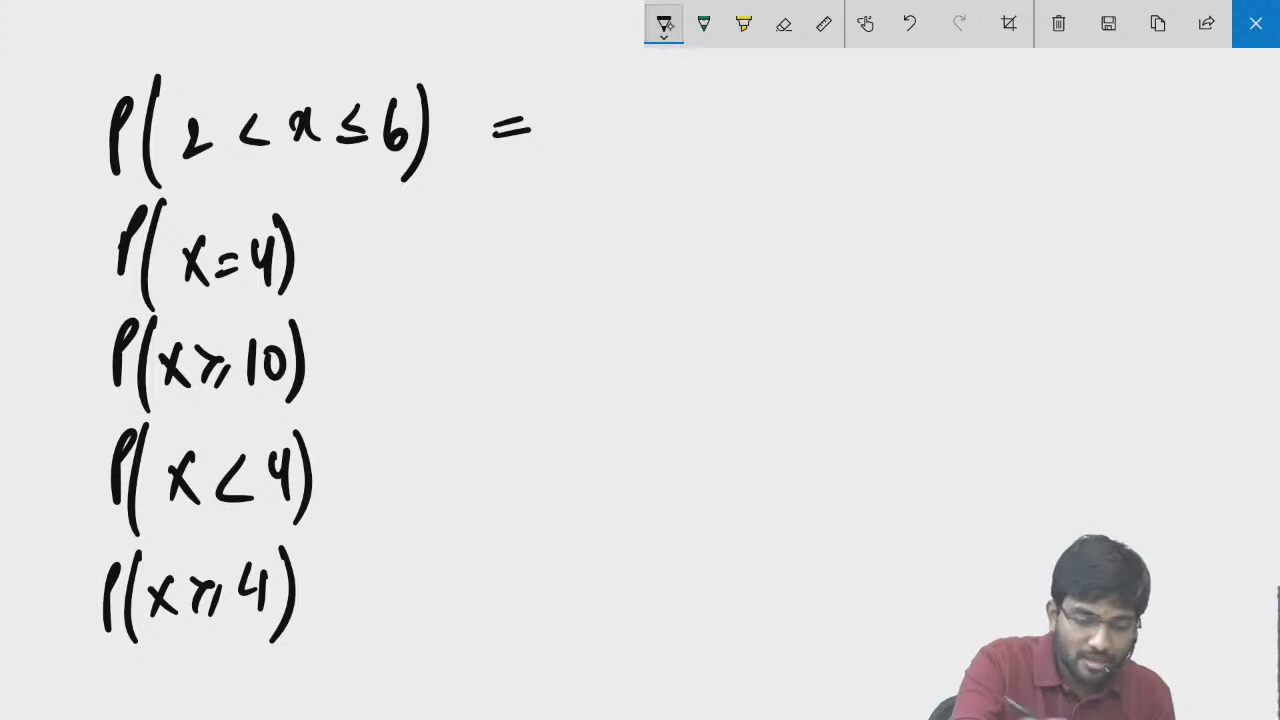 P( 2 < x ≤ 6) =
P( x = 4)
P(x ≥ 10)
P( x < 4)
P(x ≥ 4)